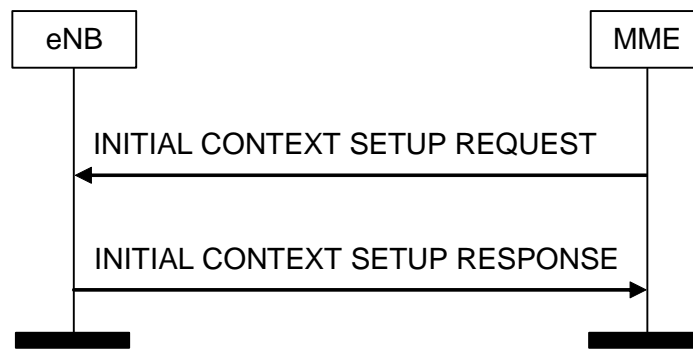 eNB
MME
INITIAL CONTEXT SETUP REQUEST
INITIAL CONTEXT SETUP RESPONSE